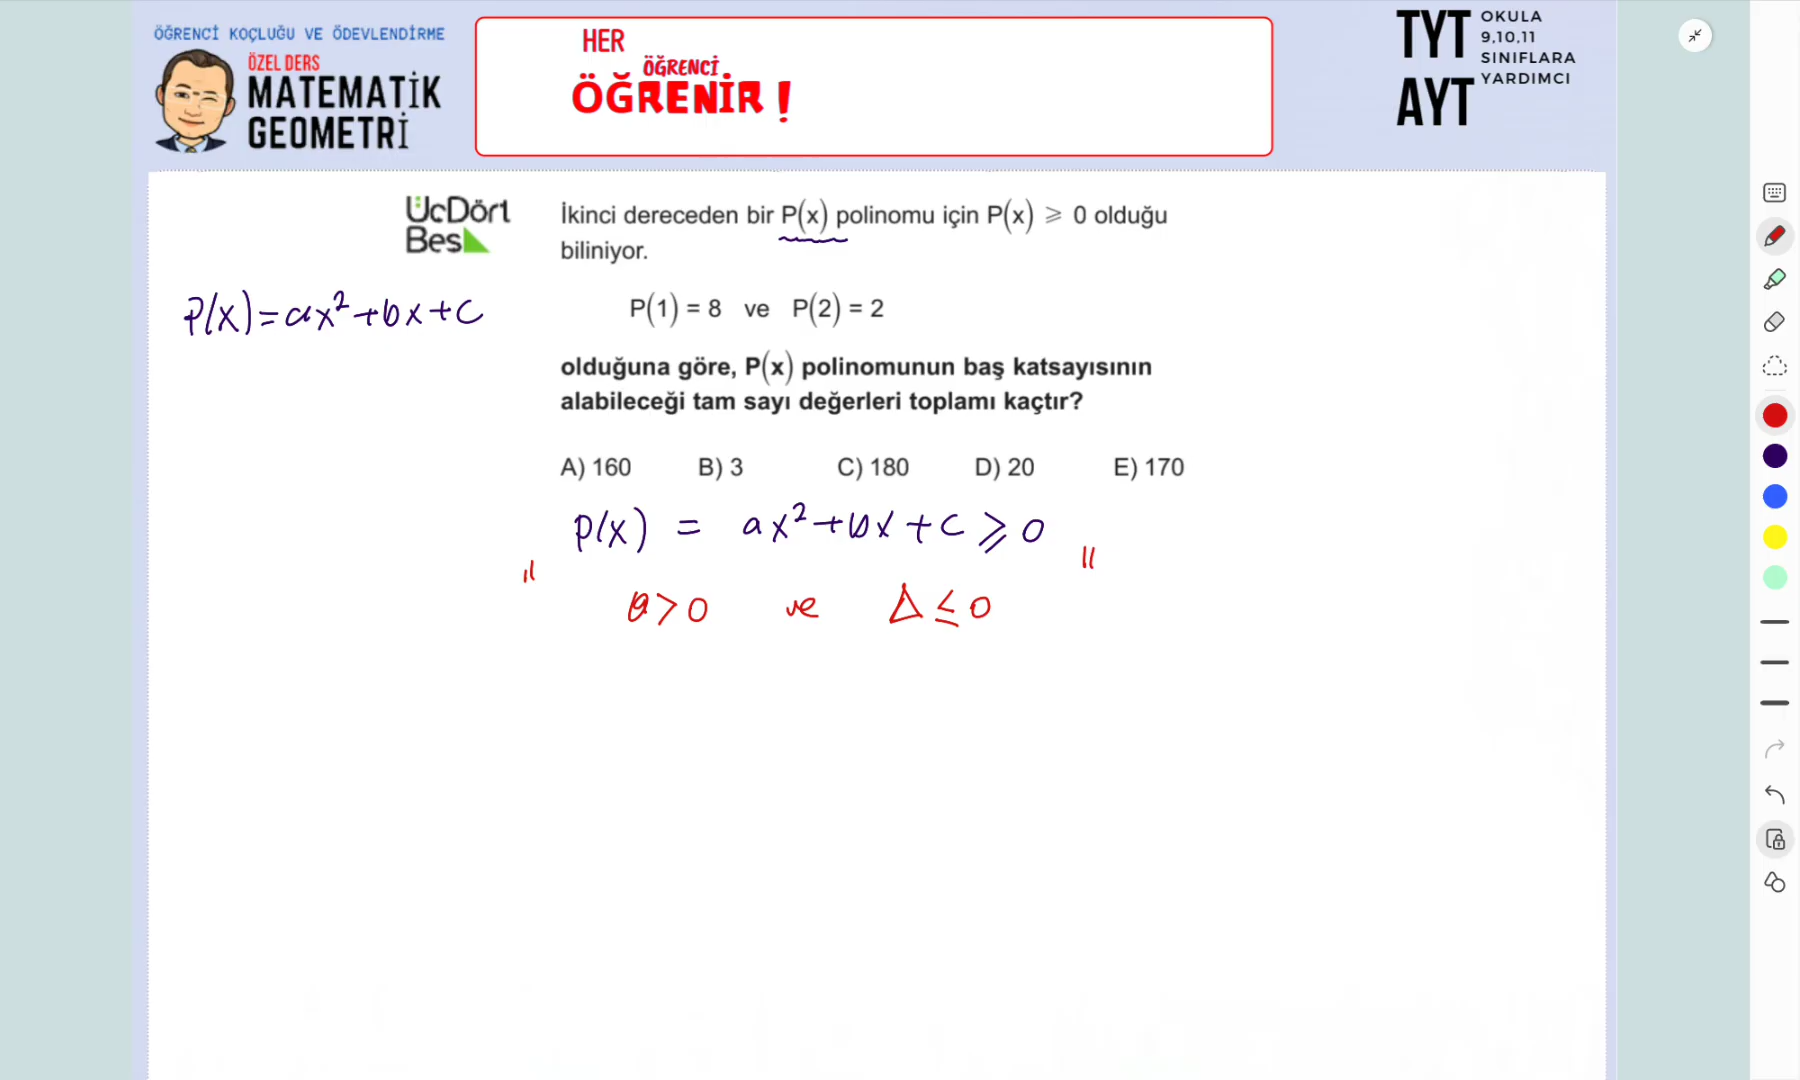 ÖĞRENCİ KOÇLUĞU VE ÖDEVLENDİRME
ÖZEL DERS
MATEMATİK
GEOMETRİ
HER
ÖĞRENCİ
ÖĞRENİR !
TYT
AYT
OKULA
9,10,11
SINIFLARA
YARDIMCI
ÜçDört
Beş
İkinci dereceden bir P(x) polinomu için P(x) ⩾ 0 olduğu
biliniyor.
P(x)=ax²+bx+c
P(1) = 8 ve P(2) = 2
olduğuna göre, P(x) polinomunun baş katsayısının
alabileceği tam sayı değerleri toplamı kaçtır?
A) 160 B) 3 C) 180 D) 20 E) 170
P(x) = ax²+bx+c ⩾ 0
" a>0 ve Δ≤0 "